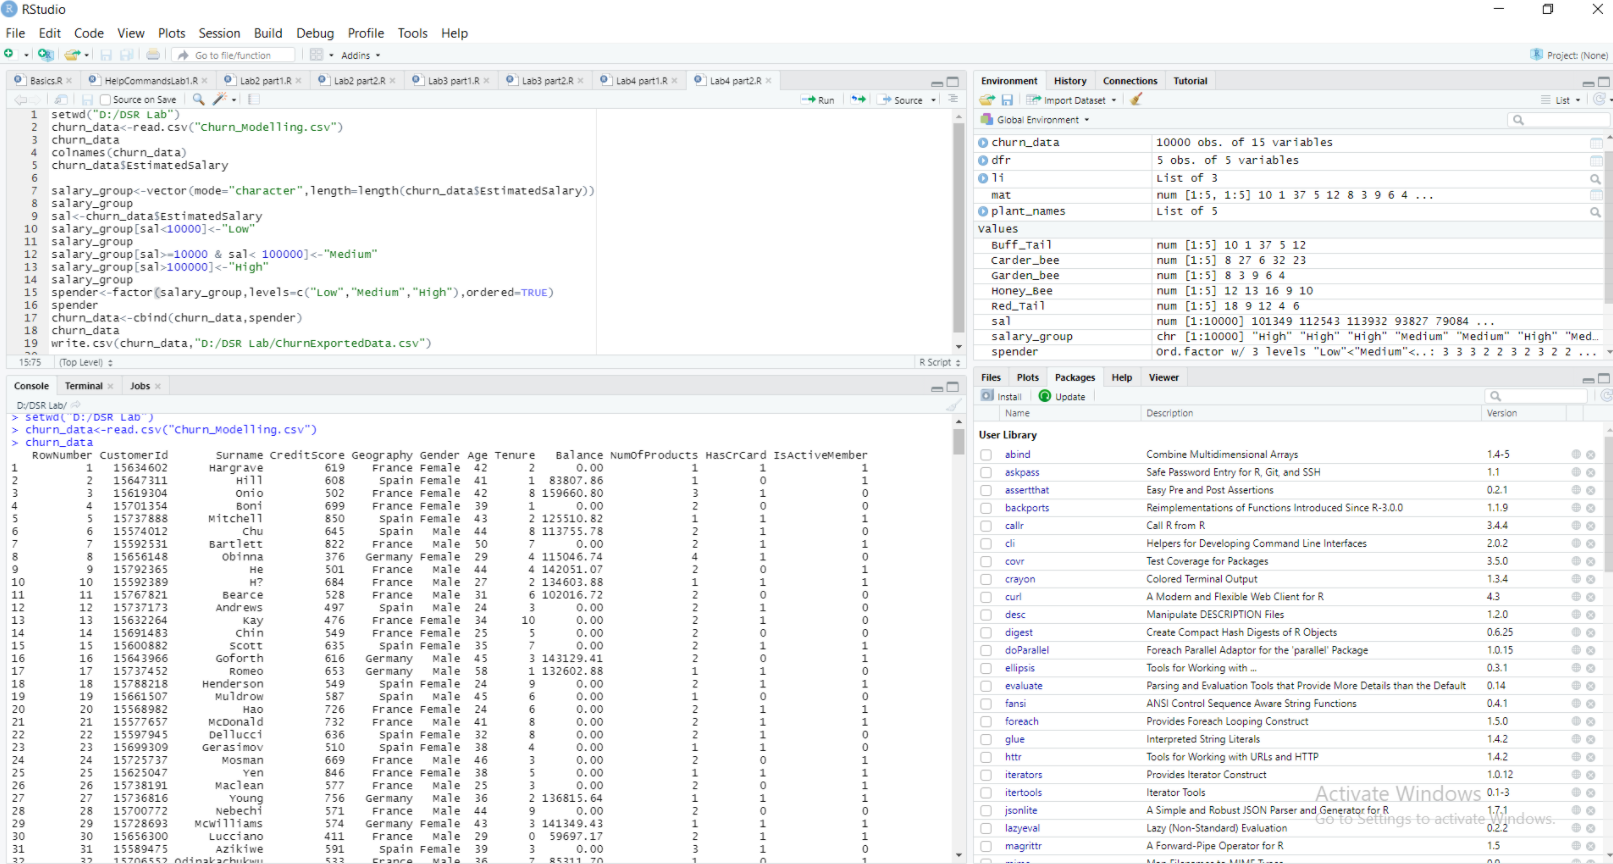 RStudio
File Edit Code View Plots Session Build Debug Profile Tools Help
Go to file/function Addins Project: (None)
Basics.R HelpCommandsLab1.R Lab2 part1.R Lab2 part2.R Lab3 part1.R Lab3 part2.R Lab4 part1.R Lab4 part2.R
Source on Save Run Source
1 setwd("D:/DSR Lab")
2 churn_data<-read.csv("Churn_Modelling.csv")
3 churn_data
4 colnames(churn_data)
5 churn_data$EstimatedSalary
6
7 salary_group<-vector(mode="character",length=length(churn_data$EstimatedSalary))
8 salary_group
9 sal<-churn_data$EstimatedSalary
10 salary_group[sal<10000]<-"Low"
11 salary_group
12 salary_group[sal>=10000 & sal< 100000]<-"Medium"
13 salary_group[sal>100000]<-"High"
14 salary_group
15 spender<-factor(salary_group,levels=c("Low","Medium","High"),ordered=TRUE)
16 spender
17 churn_data<-cbind(churn_data,spender)
18 churn_data
19 write.csv(churn_data,"D:/DSR Lab/ChurnExportedData.csv")
15:75 (Top Level) R Script
Console Terminal Jobs
D:/DSR Lab/
> setwd("D:/DSR Lab")
> churn_data<-read.csv("Churn_Modelling.csv")
> churn_data
RowNumber CustomerId Surname CreditScore Geography Gender Age Tenure Balance NumOfProducts HasCrCard IsActiveMember
1 1 15634602 Hargrave 619 France Female 42 2 0.00 1 1 1
2 2 15647311 Hill 608 Spain Female 41 1 83807.86 1 0 1
3 3 15619304 Onio 502 France Female 42 8 159660.80 3 1 0
4 4 15701354 Boni 699 France Female 39 1 0.00 2 0 0
5 5 15737888 Mitchell 850 Spain Female 43 2 125510.82 1 1 1
6 6 15574012 Chu 645 Spain Male 44 8 113755.78 2 1 0
7 7 15592531 Bartlett 822 France Male 50 7 0.00 2 1 1
8 8 15656148 Obinna 376 Germany Female 29 4 115046.74 4 1 0
9 9 15792365 He 501 France Male 44 4 142051.07 2 0 1
10 10 15592389 H? 684 France Male 27 2 134603.88 1 1 1
11 11 15767821 Bearce 528 France Male 31 6 102016.72 2 0 0
12 12 15737173 Andrews 497 Spain Male 24 3 0.00 2 1 0
13 13 15632264 Kay 476 France Female 34 10 0.00 2 1 0
14 14 15691483 Chin 549 France Female 25 5 0.00 2 0 0
15 15 15600882 Scott 635 Spain Female 35 7 0.00 2 1 1
16 16 15643966 Goforth 616 Germany Male 45 3 143129.41 2 0 1
17 17 15737452 Romeo 653 Germany Male 58 1 132602.88 1 1 0
18 18 15788218 Henderson 549 Spain Female 24 9 0.00 2 1 1
19 19 15661507 Muldrow 587 Spain Male 45 6 0.00 1 0 0
20 20 15568982 Hao 726 France Female 24 6 0.00 2 1 1
21 21 15577657 McDonald 732 France Male 41 8 0.00 2 1 1
22 22 15597945 Dellucci 636 Spain Female 32 8 0.00 2 1 0
23 23 15699309 Gerasimov 510 Spain Female 38 4 0.00 1 1 0
24 24 15725737 Mosman 669 France Male 46 3 0.00 2 0 1
25 25 15625047 Yen 846 France Female 38 5 0.00 1 1 1
26 26 15738191 Maclean 577 France Male 25 3 0.00 2 0 1
27 27 15736816 Young 756 Germany Male 36 2 136815.64 1 1 1
28 28 15700772 Nebechi 571 France Male 44 9 0.00 2 0 0
29 29 15728693 McWilliams 574 Germany Female 43 3 141349.43 1 1 1
30 30 15656300 Lucciano 411 France Male 29 0 59697.17 2 1 1
31 31 15589475 Azikiwe 591 Spain Female 39 3 0.00 3 1 0
32 32 15706552 Odinakachukwu 533 France Male 36 7 85311.70 1 0 1
Environment History Connections Tutorial
Import Dataset List
Global Environment
churn_data 10000 obs. of 15 variables
dfr 5 obs. of 5 variables
li List of 3
mat num [1:5, 1:5] 10 1 37 5 12 8 3 9 6 4 ...
plant_names List of 5
values
Buff_Tail num [1:5] 10 1 37 5 12
Carder_bee num [1:5] 8 27 6 32 23
Garden_bee num [1:5] 8 3 9 6 4
Honey_Bee num [1:5] 12 13 16 9 10
Red_Tail num [1:5] 18 9 12 4 6
sal num [1:10000] 101349 112543 113932 93827 79084 ...
salary_group chr [1:10000] "High" "High" "High" "Medium" "Medium" "High" "Med...
spender Ord.factor w/ 3 levels "Low"<"Medium"<..: 3 3 3 2 2 3 2 3 2 2 ...
Files Plots Packages Help Viewer
Install Update
Name Description Version
User Library
abind Combine Multidimensional Arrays 1.4-5
askpass Safe Password Entry for R, Git, and SSH 1.1
assertthat Easy Pre and Post Assertions 0.2.1
backports Reimplementations of Functions Introduced Since R-3.0.0 1.1.9
callr Call R from R 3.4.4
cli Helpers for Developing Command Line Interfaces 2.0.2
covr Test Coverage for Packages 3.5.0
crayon Colored Terminal Output 1.3.4
curl A Modern and Flexible Web Client for R 4.3
desc Manipulate DESCRIPTION Files 1.2.0
digest Create Compact Hash Digests of R Objects 0.6.25
doParallel Foreach Parallel Adaptor for the 'parallel' Package 1.0.15
ellipsis Tools for Working with ... 0.3.1
evaluate Parsing and Evaluation Tools that Provide More Details than the Default 0.14
fansi ANSI Control Sequence Aware String Functions 0.4.1
foreach Provides Foreach Looping Construct 1.5.0
glue Interpreted String Literals 1.4.2
httr Tools for Working with URLs and HTTP 1.4.2
iterators Provides Iterator Construct 1.0.12
itertools Iterator Tools 0.1-3
jsonlite A Simple and Robust JSON Parser and Generator for R 1.7.1
lazyeval Lazy (Non-Standard) Evaluation 0.2.2
magrittr A Forward-Pipe Operator for R 1.5
Activate Windows
Go to Settings to activate Windows.